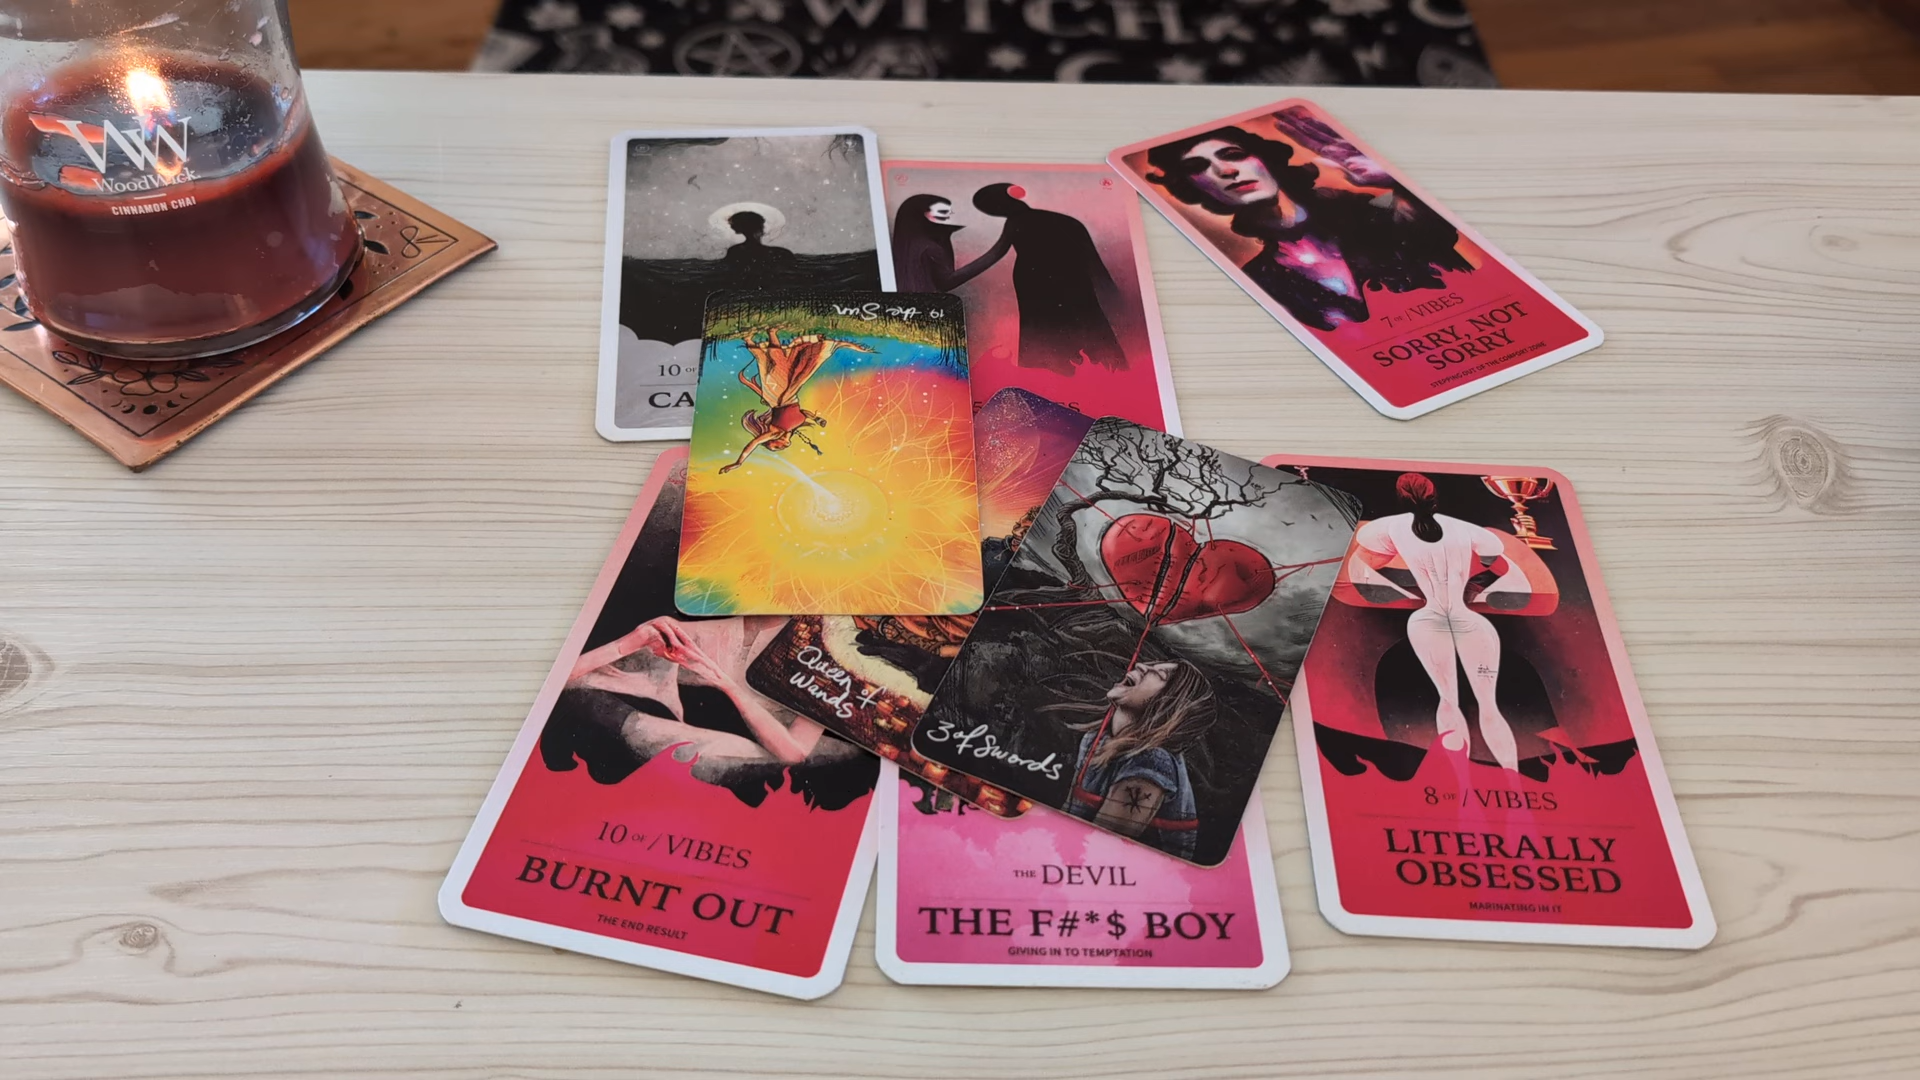 WITCH
WW
WoodWick.
CINNAMON CHAI
10 OF
CA
19 the Sun
7 OF / VIBES
SORRY, NOT
SORRY
STEPPING OUT OF THE COMFORT ZONE
Queen of
Wands
3 of Swords
10 OF / VIBES
BURNT OUT
THE END RESULT
THE DEVIL
THE F#*$ BOY
GIVING IN TO TEMPTATION
8 OF / VIBES
LITERALLY
OBSESSED
MARINATING IN IT